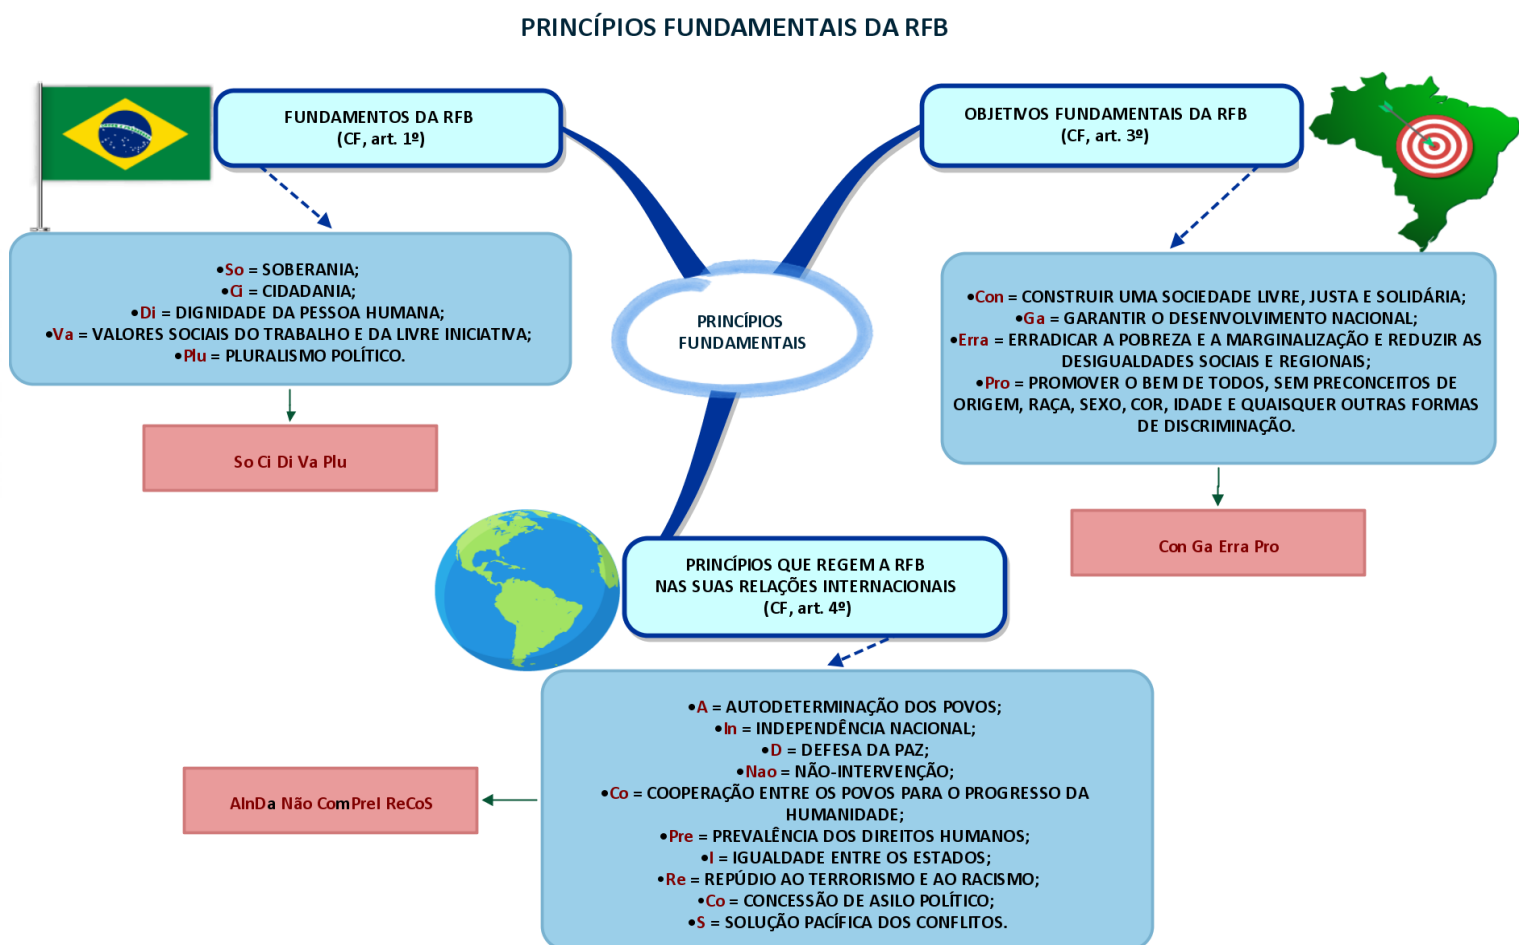 PRINCÍPIOS FUNDAMENTAIS DA RFB
FUNDAMENTOS DA RFB
(CF, art. 1º)
OBJETIVOS FUNDAMENTAIS DA RFB
(CF, art. 3º)
•So = SOBERANIA;
•Ci = CIDADANIA;
•Di = DIGNIDADE DA PESSOA HUMANA;
•Va = VALORES SOCIAIS DO TRABALHO E DA LIVRE INICIATIVA;
•Plu = PLURALISMO POLÍTICO.
So Ci Di Va Plu
PRINCÍPIOS
FUNDAMENTAIS
•Con = CONSTRUIR UMA SOCIEDADE LIVRE, JUSTA E SOLIDÁRIA;
•Ga = GARANTIR O DESENVOLVIMENTO NACIONAL;
•Erra = ERRADICAR A POBREZA E A MARGINALIZAÇÃO E REDUZIR AS
DESIGUALDADES SOCIAIS E REGIONAIS;
•Pro = PROMOVER O BEM DE TODOS, SEM PRECONCEITOS DE
ORIGEM, RAÇA, SEXO, COR, IDADE E QUAISQUER OUTRAS FORMAS
DE DISCRIMINAÇÃO.
Con Ga Erra Pro
PRINCÍPIOS QUE REGEM A RFB
NAS SUAS RELAÇÕES INTERNACIONAIS
(CF, art. 4º)
•A = AUTODETERMINAÇÃO DOS POVOS;
•In = INDEPENDÊNCIA NACIONAL;
•D = DEFESA DA PAZ;
•Nao = NÃO-INTERVENÇÃO;
•Co = COOPERAÇÃO ENTRE OS POVOS PARA O PROGRESSO DA
HUMANIDADE;
•Pre = PREVALÊNCIA DOS DIREITOS HUMANOS;
•I = IGUALDADE ENTRE OS ESTADOS;
•Re = REPÚDIO AO TERRORISMO E AO RACISMO;
•Co = CONCESSÃO DE ASILO POLÍTICO;
•S = SOLUÇÃO PACÍFICA DOS CONFLITOS.
AInDa Não ComPreI ReCoS